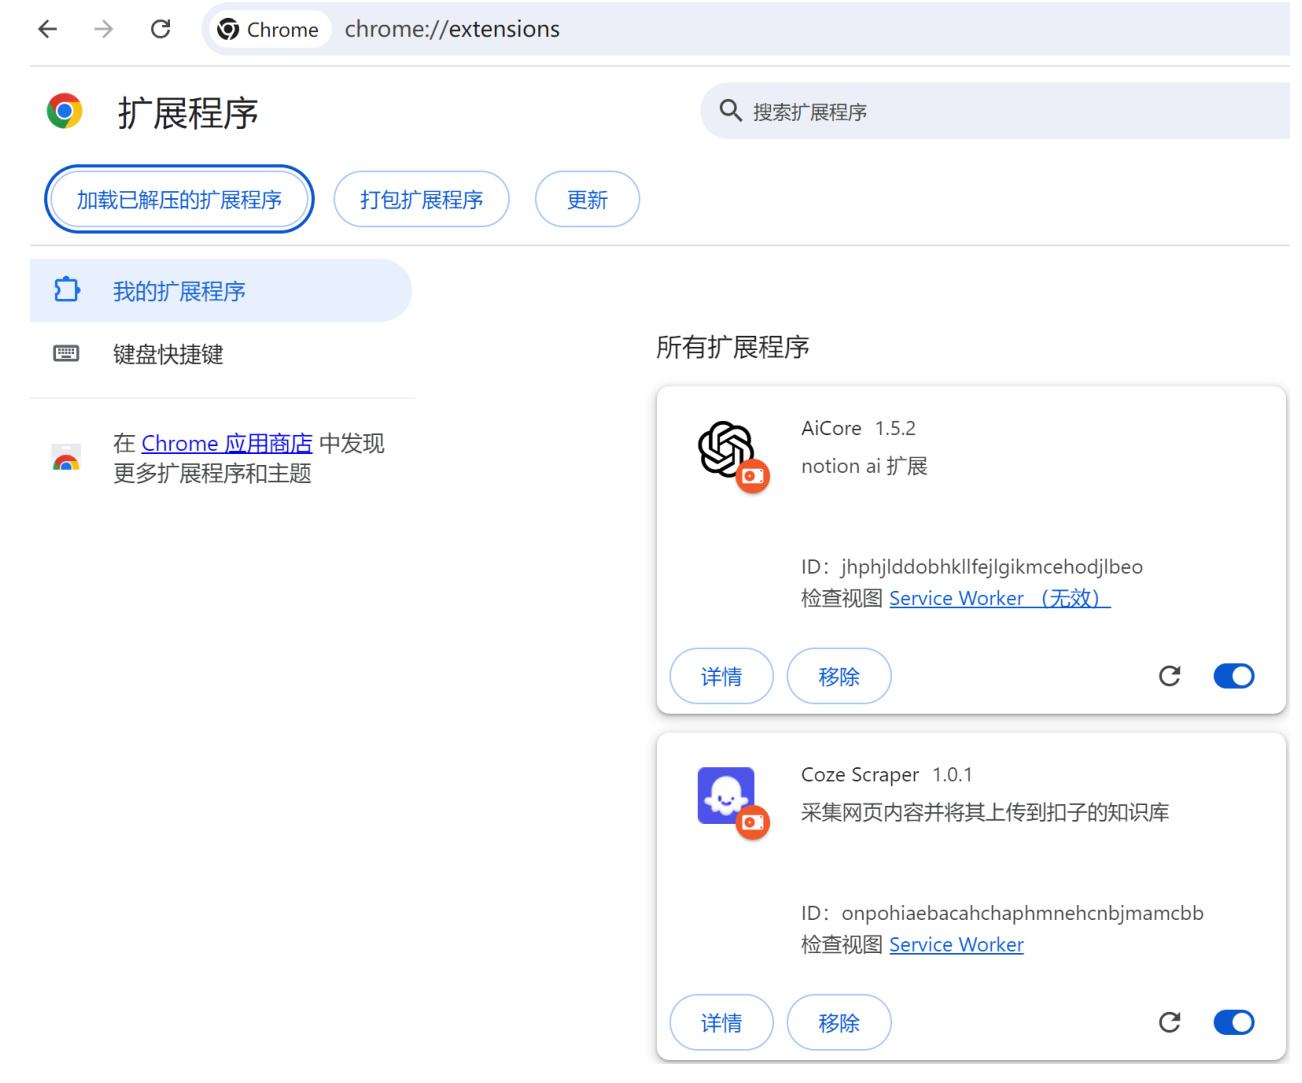 Chrome chrome://extensions
扩展程序
搜索扩展程序
加载已解压的扩展程序 打包扩展程序 更新
我的扩展程序
键盘快捷键
在 Chrome 应用商店 中发现
更多扩展程序和主题
所有扩展程序
AiCore 1.5.2
notion ai 扩展
ID：jhphjlddobhkllfejlgikmcehodjlbeo
检查视图 Service Worker （无效）
详情 移除
Coze Scraper 1.0.1
采集网页内容并将其上传到扣子的知识库
ID：onpohiaebacahchaphmnehcnbjmamcbb
检查视图 Service Worker
详情 移除